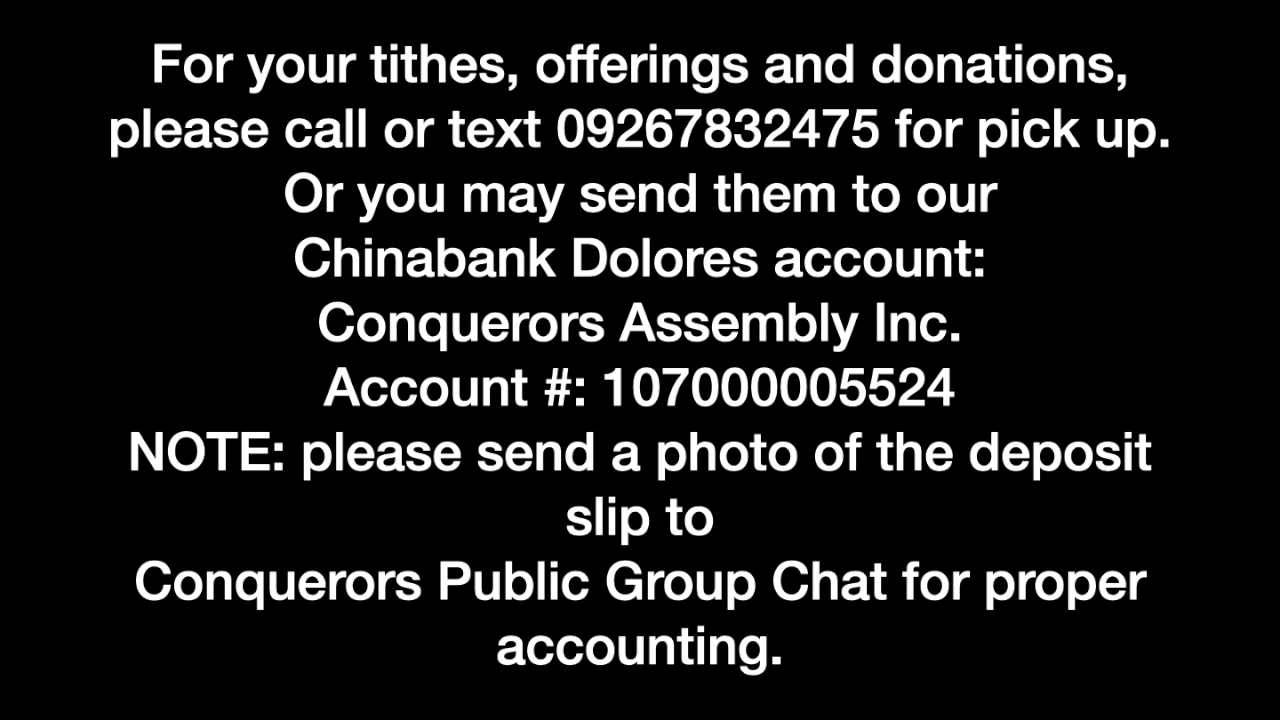 For your tithes, offerings and donations,
please call or text 09267832475 for pick up.
Or you may send them to our
Chinabank Dolores account:
Conquerors Assembly Inc.
Account #: 107000005524
NOTE: please send a photo of the deposit
slip to
Conquerors Public Group Chat for proper
accounting.